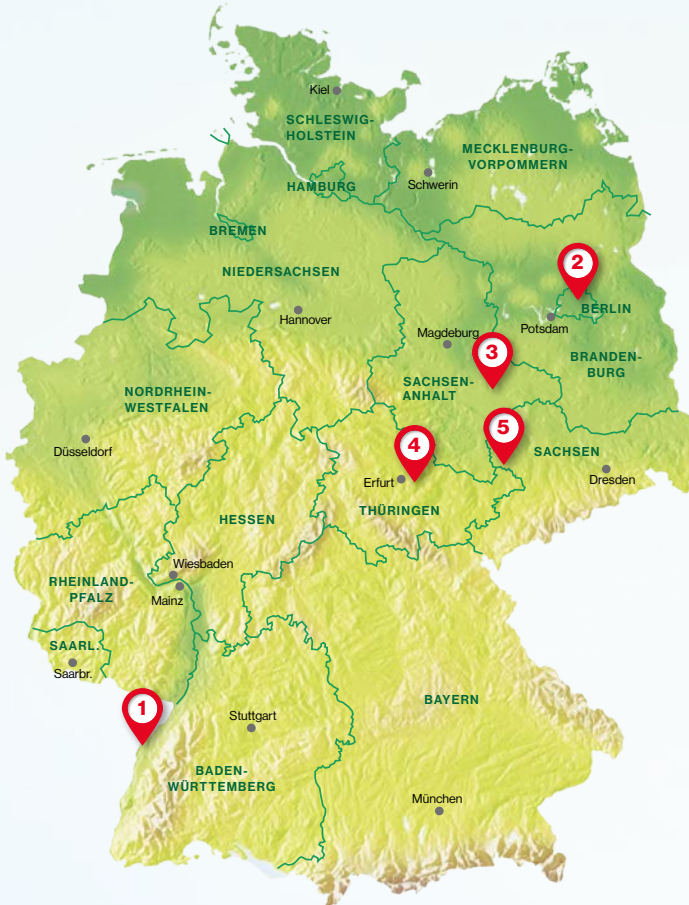 Kiel
SCHLESWIG-
HOLSTEIN
MECKLENBURG-
VORPOMMERN
Schwerin
HAMBURG
BREMEN
NIEDERSACHSEN
2
BERLIN
Hannover
Potsdam
Magdeburg
3
BRANDEN-
BURG
SACHSEN-
ANHALT
NORDRHEIN-
WESTFALEN
5
4
Düsseldorf
SACHSEN
Erfurt
Dresden
THÜRINGEN
HESSEN
Wiesbaden
RHEINLAND-
PFALZ
Mainz
SAARL.
Saarbr.
BAYERN
1
Stuttgart
BADEN-
WÜRTTEMBERG
München